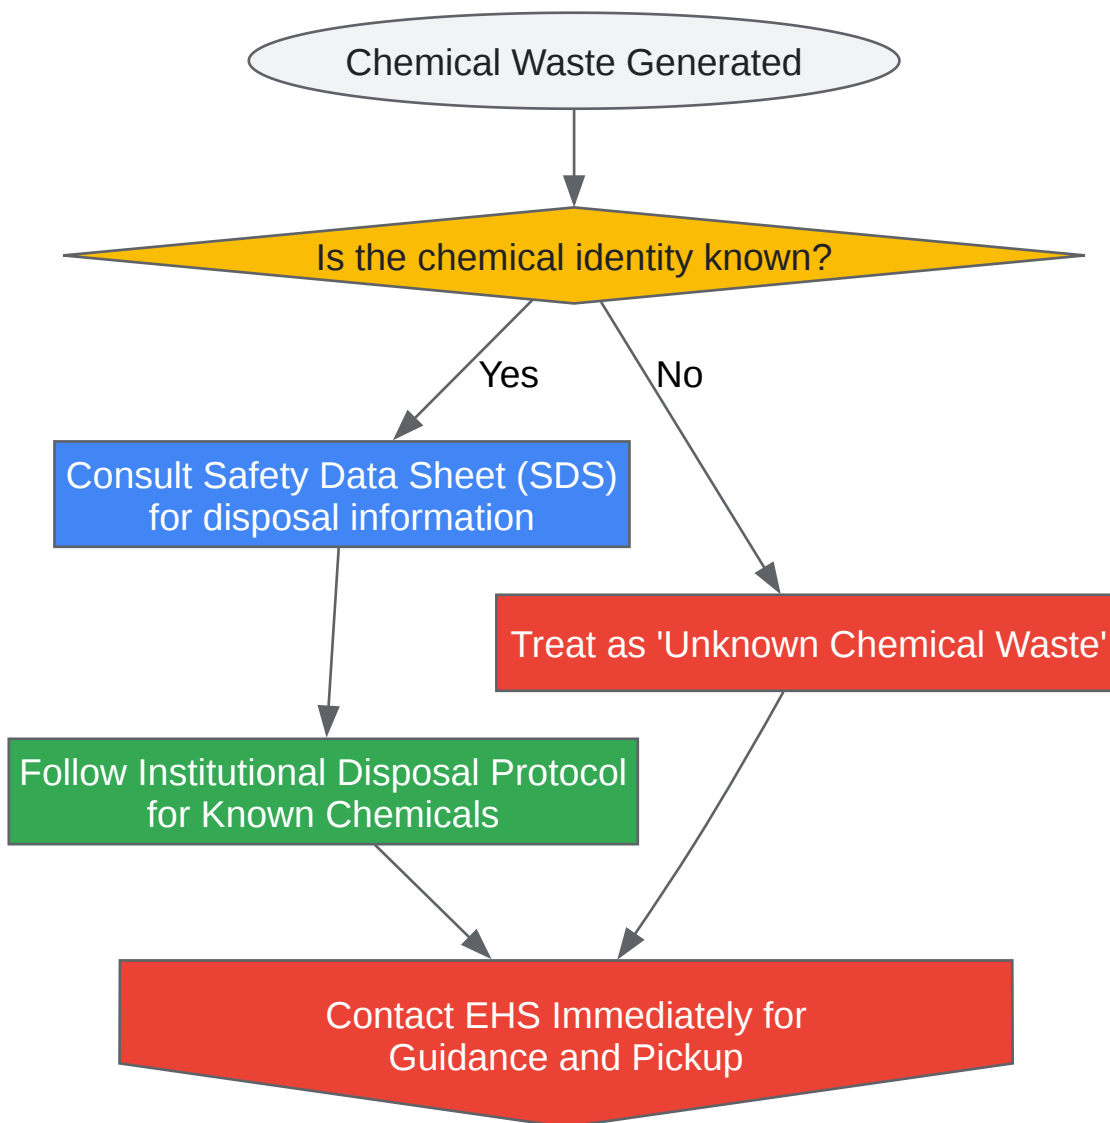 Chemical Waste Generated
Is the chemical identity known?
Yes
No
Consult Safety Data Sheet (SDS)
for disposal information
Treat as 'Unknown Chemical Waste'
Follow Institutional Disposal Protocol
for Known Chemicals
Contact EHS Immediately for
Guidance and Pickup